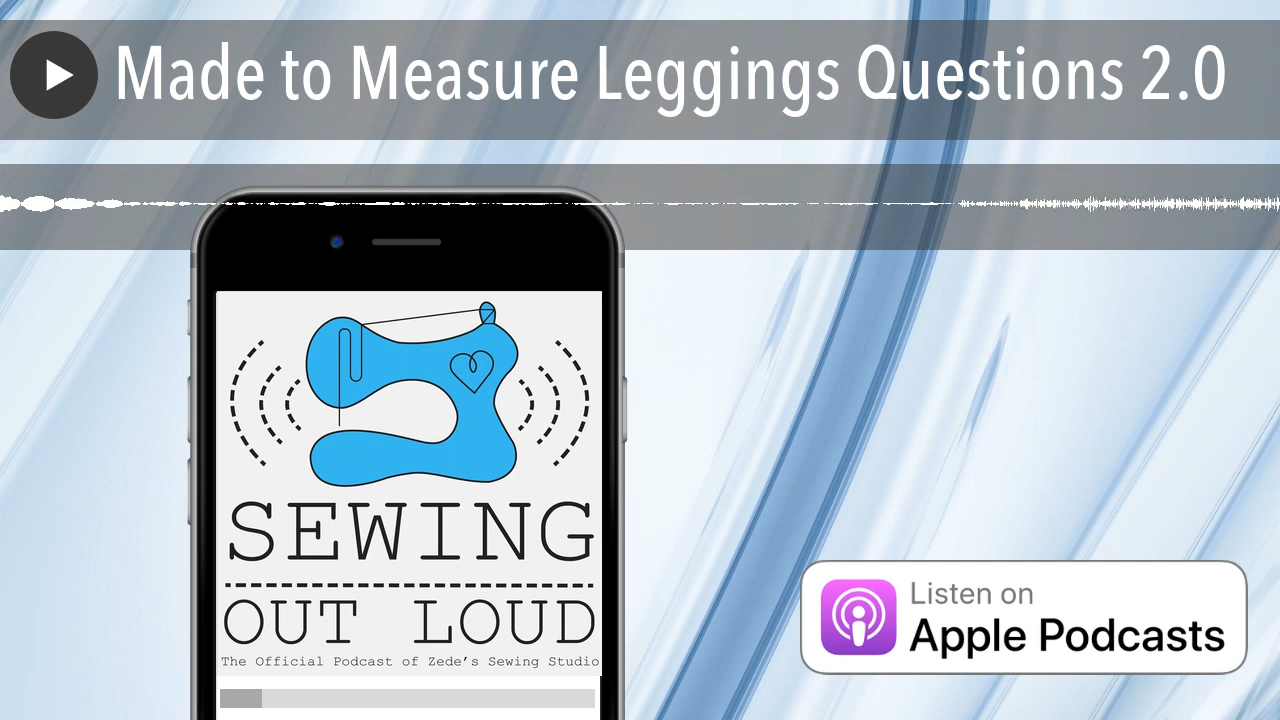 Made to Measure Leggings Questions 2.0
SEWING
OUT LOUD
The Official Podcast of Zede's Sewing Studio
Listen on
Apple Podcasts